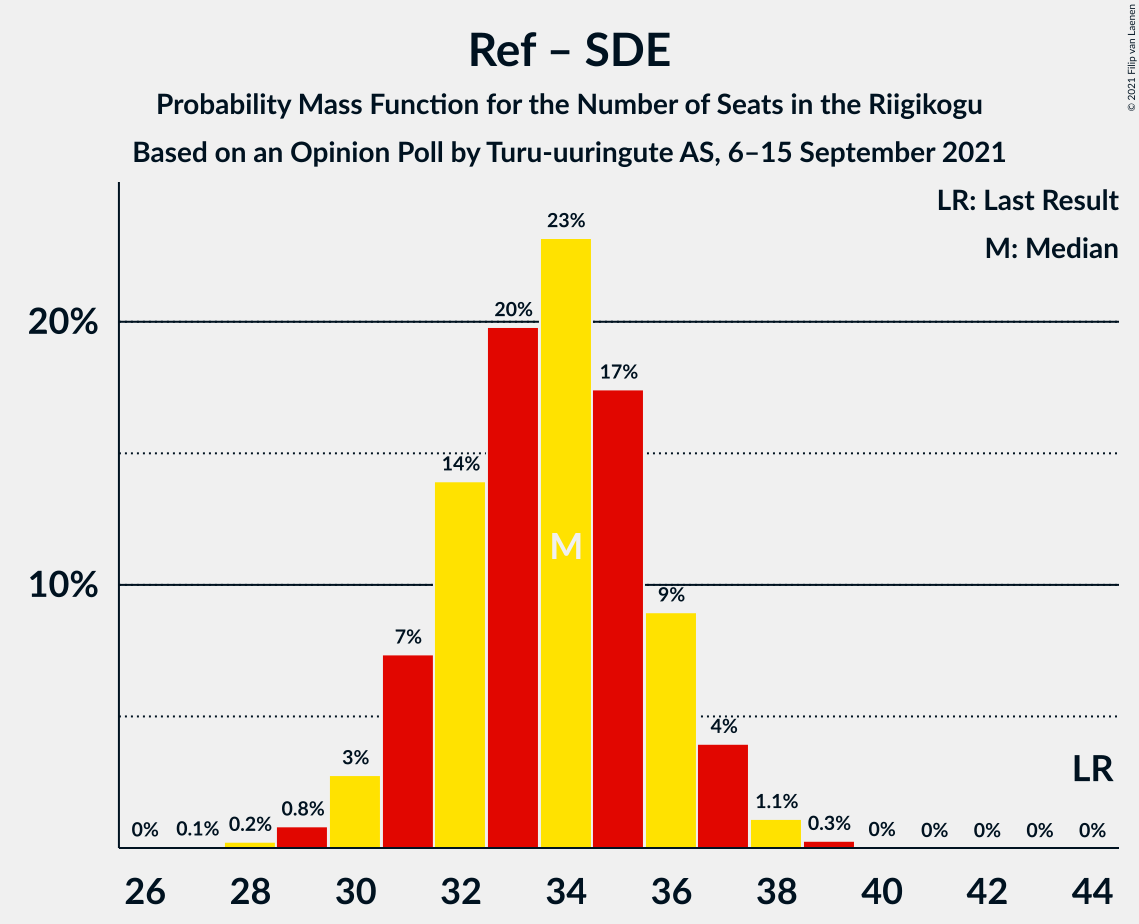 Ref – SDE
Probability Mass Function for the Number of Seats in the Riigikogu
Based on an Opinion Poll by Turu-uuringute AS, 6–15 September 2021
© 2021 Filip van Laenen
LR: Last Result
M: Median
20%
10%
0%
0.1%
0.2%
0.8%
3%
7%
14%
20%
23%
17%
9%
4%
1.1%
0.3%
0%
0%
0%
0%
0%
M
LR
26 28 30 32 34 36 38 40 42 44